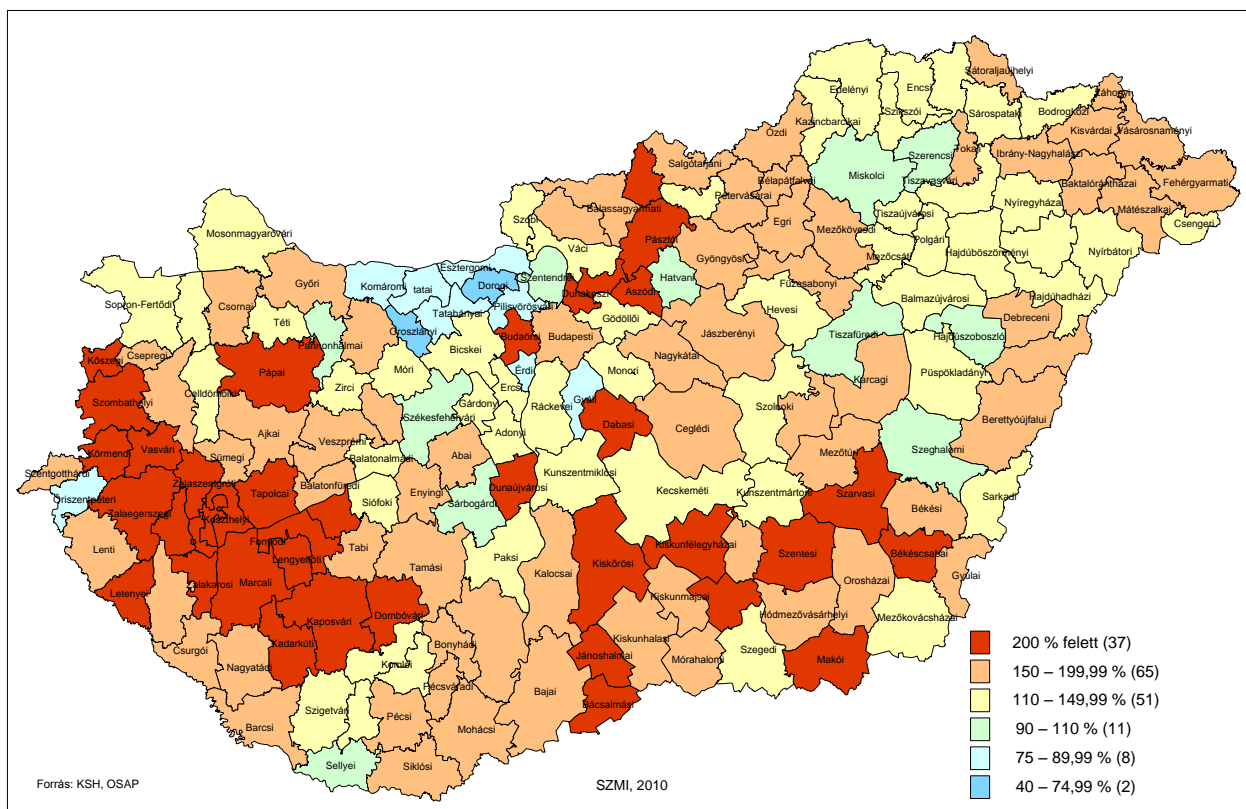 Sátoraljaújhelyi
Edelényi
Encsi
Záhonyi
Sárospataki
Bodrogközi
Kazincbarcikai
Szikszói
Kisvárdai
Vásárosnaményi
Ózdi
Szerencsi
Tokaji
Ibrány-Nagyhalászi
Salgótarjáni
Miskolci
Bélapátfalvai
Tiszavasvári
Baktalórántházai
Fehérgyarmati
Pétervásárai
Nyíregyháza
Mátészalkai
Balassagyarmati
Szobi
Egri
Tiszaújvárosi
Csengeri
Mosonmagyaróvári
Pásztói
Mezőkövesdi
Polgári
Hajdúböszörményi
Nyírbátori
Váci
Gyöngyösi
Mezőcsáti
Esztergomi
Szentendrei
Hatvani
Füzesabonyi
Győri
Komáromi
tatai
Dorogi
Dunakeszi
Aszódi
Hajdúhadházi
Sopron-Fertődi
Csornai
Pilisvörösvári
Balmazújvárosi
Tatabányai
Gödöllői
Hevesi
Debreceni
Téti
Oroszlányi
Budaörsi
Budapesti
Jászberényi
Tiszafüredi
Hajdúszoboszló
Pannonhalmai
Bicskei
Kőszegi
Csepregi
Nagykátai
Móri
Érdi
Monori
Pápai
Karcagi
Püspökladányi
Zirci
Ercsi
Celldömölki
Gárdonyi
Gyáli
Szombathelyi
Ráckevei
Szolnoki
Székesfehérvári
Dabasi
Berettyóújfalui
Ajkai
Adonyi
Ceglédi
Veszprémi
Körmendi
Vasvári
Abai
Mezőtúri
Szeghalomi
Sümegi
Balatonalmádi
Szentgotthárdi
Kunszentmiklósi
Zalaszentgróti
Tapolcai
Balatonfüredi
Enyingi
Dunaújvárosi
Kecskeméti
Kunszentmártoni
Őriszentpéteri
Siófoki
Sárbogárdi
Szarvasi
Sarkadi
Zalaegerszegi
Keszthelyi
Békési
Fonyódi
Tabi
Kiskunfélegyházai
Lenti
Lengyeltóti
Tamási
Paksi
Kalocsai
Kiskőrösi
Szentesi
Békéscsabai
Zalakarosi
Marcali
Orosházai
Gyulai
Letenyei
Kiskunmajsai
Kaposvári
Dombóvári
Hódmezővásárhelyi
Mezőkovácsházai
Kadarkúti
Bonyhádi
Kiskunhalasi
Csurgói
Jánoshalmai
Szegedi
Nagyatádi
Komlói
Mórahalomi
Makói
Bajai
Pécsváradi
Szigetvári
Pécsi
Bácsalmási
Barcsi
Mohácsi
Sellyei
Siklósi
200 % felett (37)
150 – 199,99 % (65)
110 – 149,99 % (51)
90 – 110 % (11)
75 – 89,99 % (8)
40 – 74,99 % (2)
Forrás: KSH, OSAP
SZMI, 2010